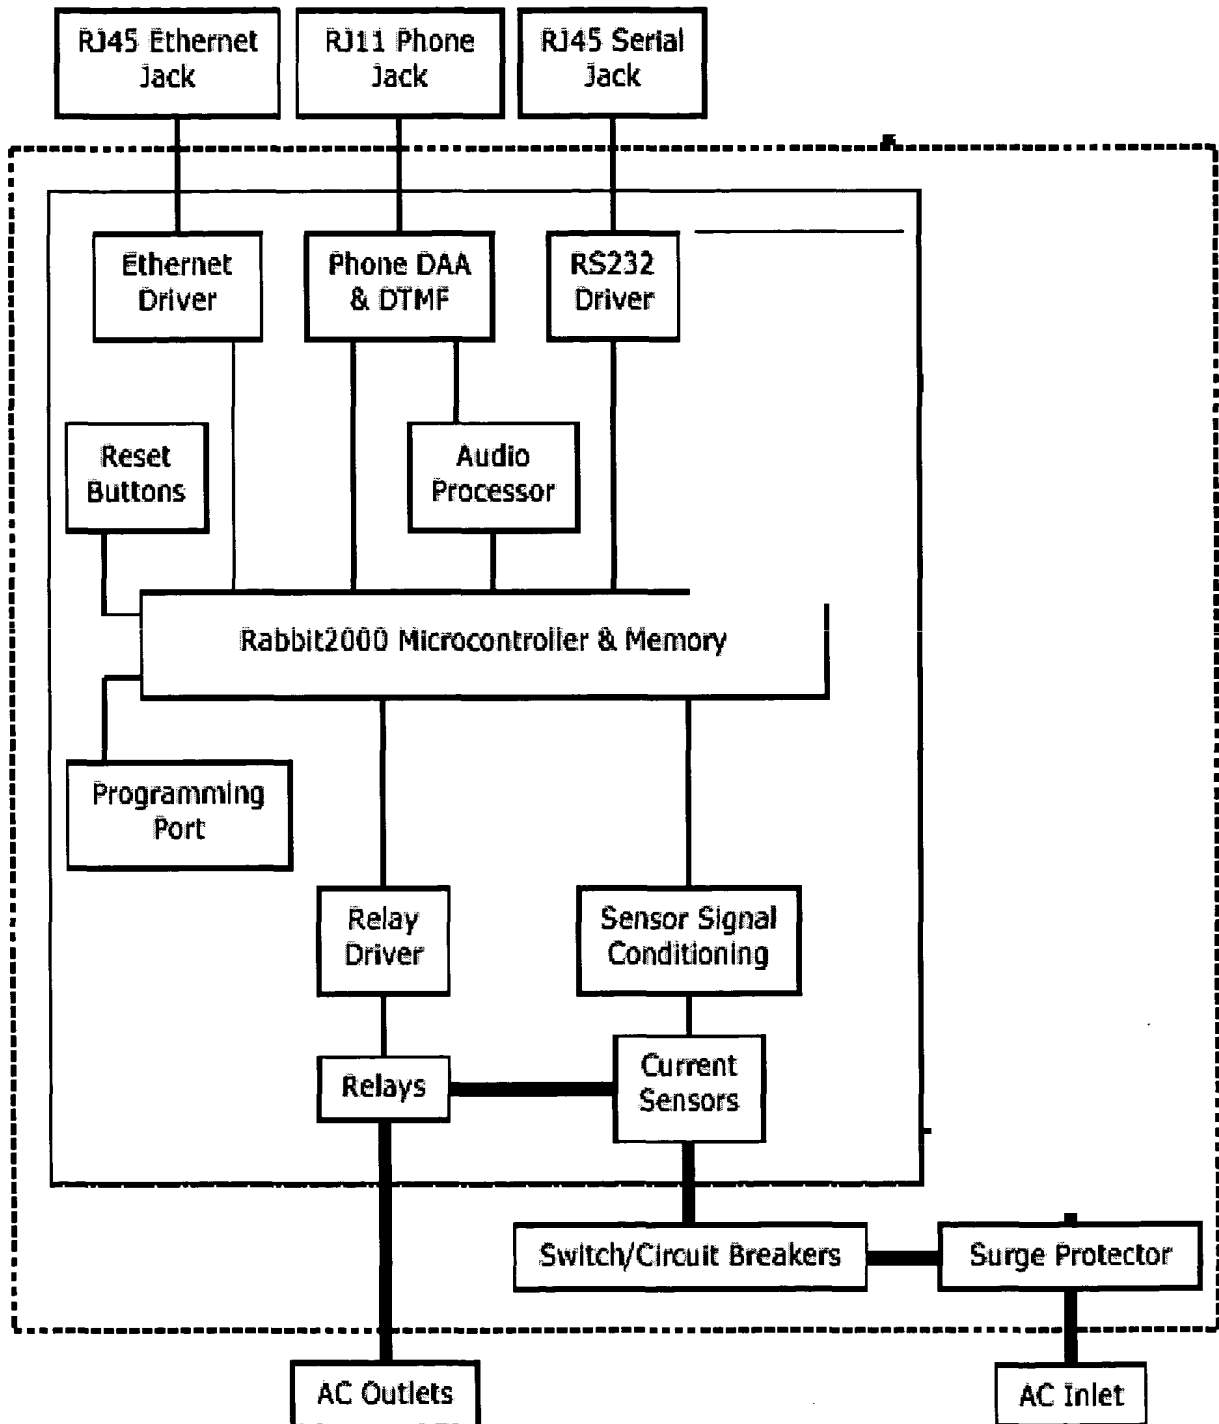 RJ45 Ethernet
Jack
RJ11 Phone
Jack
RJ45 Serial
Jack
Ethernet
Driver
Phone DAA
& DTMF
RS232
Driver
Reset
Buttons
Audio
Processor
Rabbit2000 Microcontroller & Memory
Programming
Port
Relay
Driver
Sensor Signal
Conditioning
Relays
Current
Sensors
Switch/Circuit Breakers
Surge Protector
AC Outlets
AC Inlet